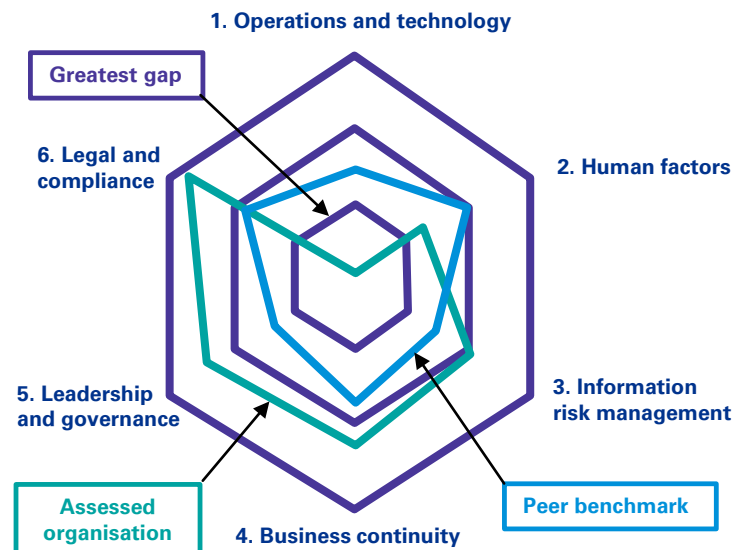 1. Operations and technology
Greatest gap
6. Legal and
compliance
2. Human factors
5. Leadership
and governance
3. Information
risk management
Assessed
organisation
Peer benchmark
4. Business continuity